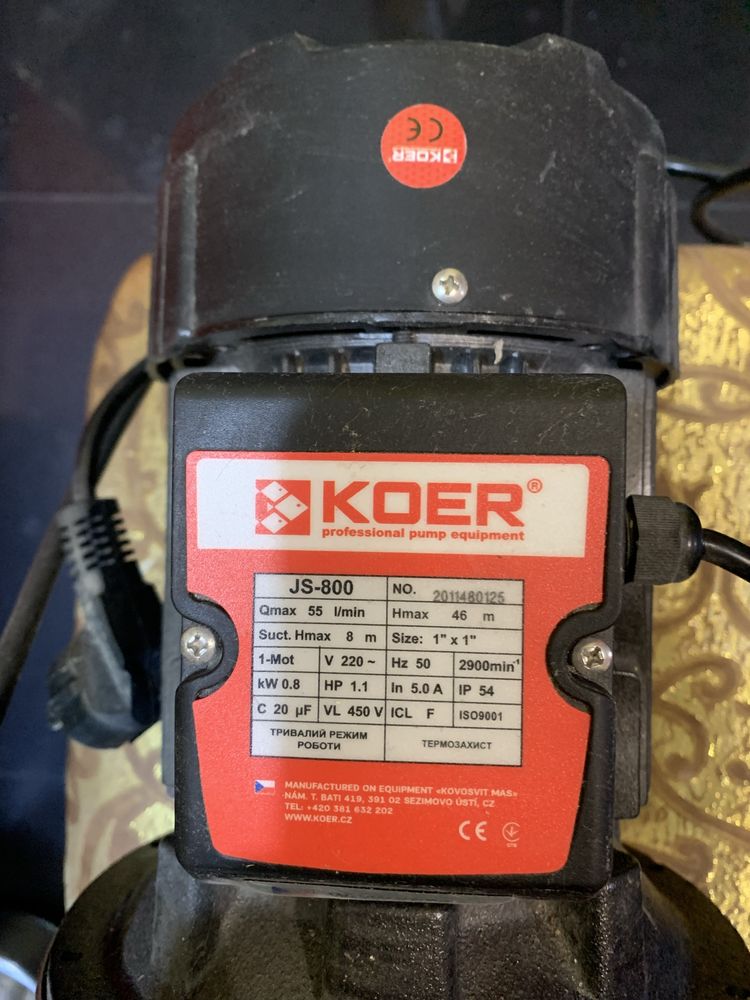 CE
KOER
KOER®
professional pump equipment
JS-800 NO. 2011480125
Qmax 55 l/min Hmax 46 m
Suct. Hmax 8 m Size: 1" x 1"
1-Mot V 220 ~ Hz 50 2900min⁻¹
kW 0.8 HP 1.1 In 5.0 A IP 54
C 20 µF VL 450 V ICL F ISO9001
ТРИВАЛИЙ РЕЖИМ
РОБОТИ
ТЕРМОЗАХИСТ
MANUFACTURED ON EQUIPMENT «KOVOSVIT MAS»
NÁM. T. BATI 419, 391 02 SEZIMOVO ÚSTÍ, CZ
TEL: +420 381 632 202
WWW.KOER.CZ
CE